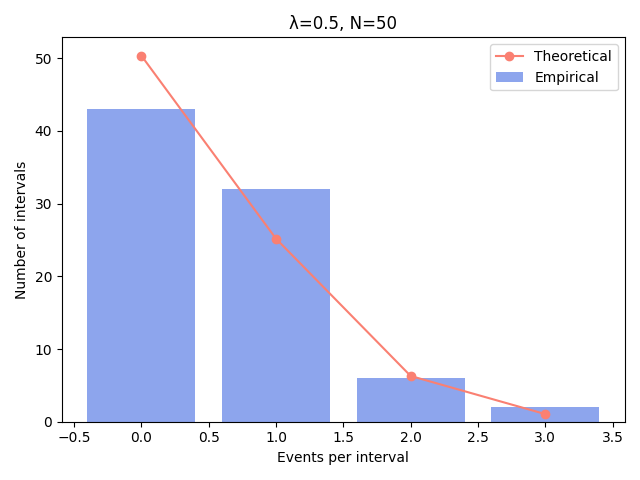 λ=0.5, N=50
Theoretical
Empirical
Number of intervals
50
40
30
20
10
0
−0.5 0.0 0.5 1.0 1.5 2.0 2.5 3.0 3.5
Events per interval